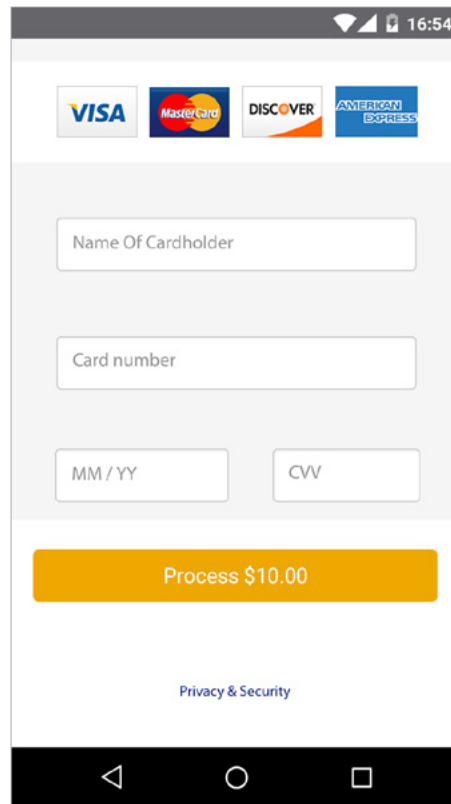 16:54
VISA MasterCard DISCOVER AMERICAN EXPRESS
Name Of Cardholder
Card number
MM / YY CVV
Process $10.00
Privacy & Security